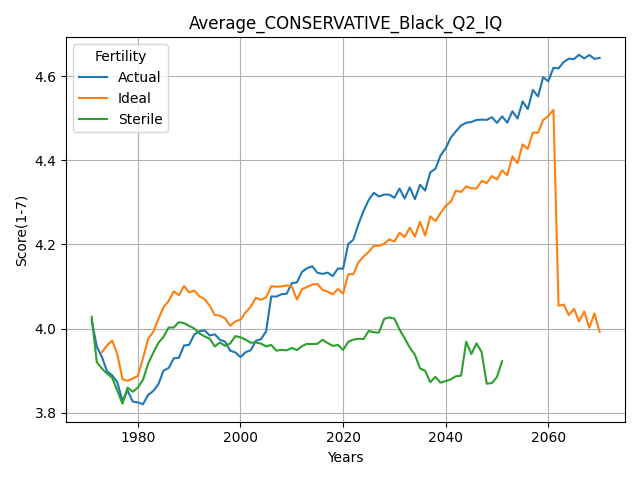 Average_CONSERVATIVE_Black_Q2_IQ
Fertility
Actual
Ideal
Sterile
Score(1-7)
4.6
4.4
4.2
4.0
3.8
1980
2000
2020
2040
2060
Years